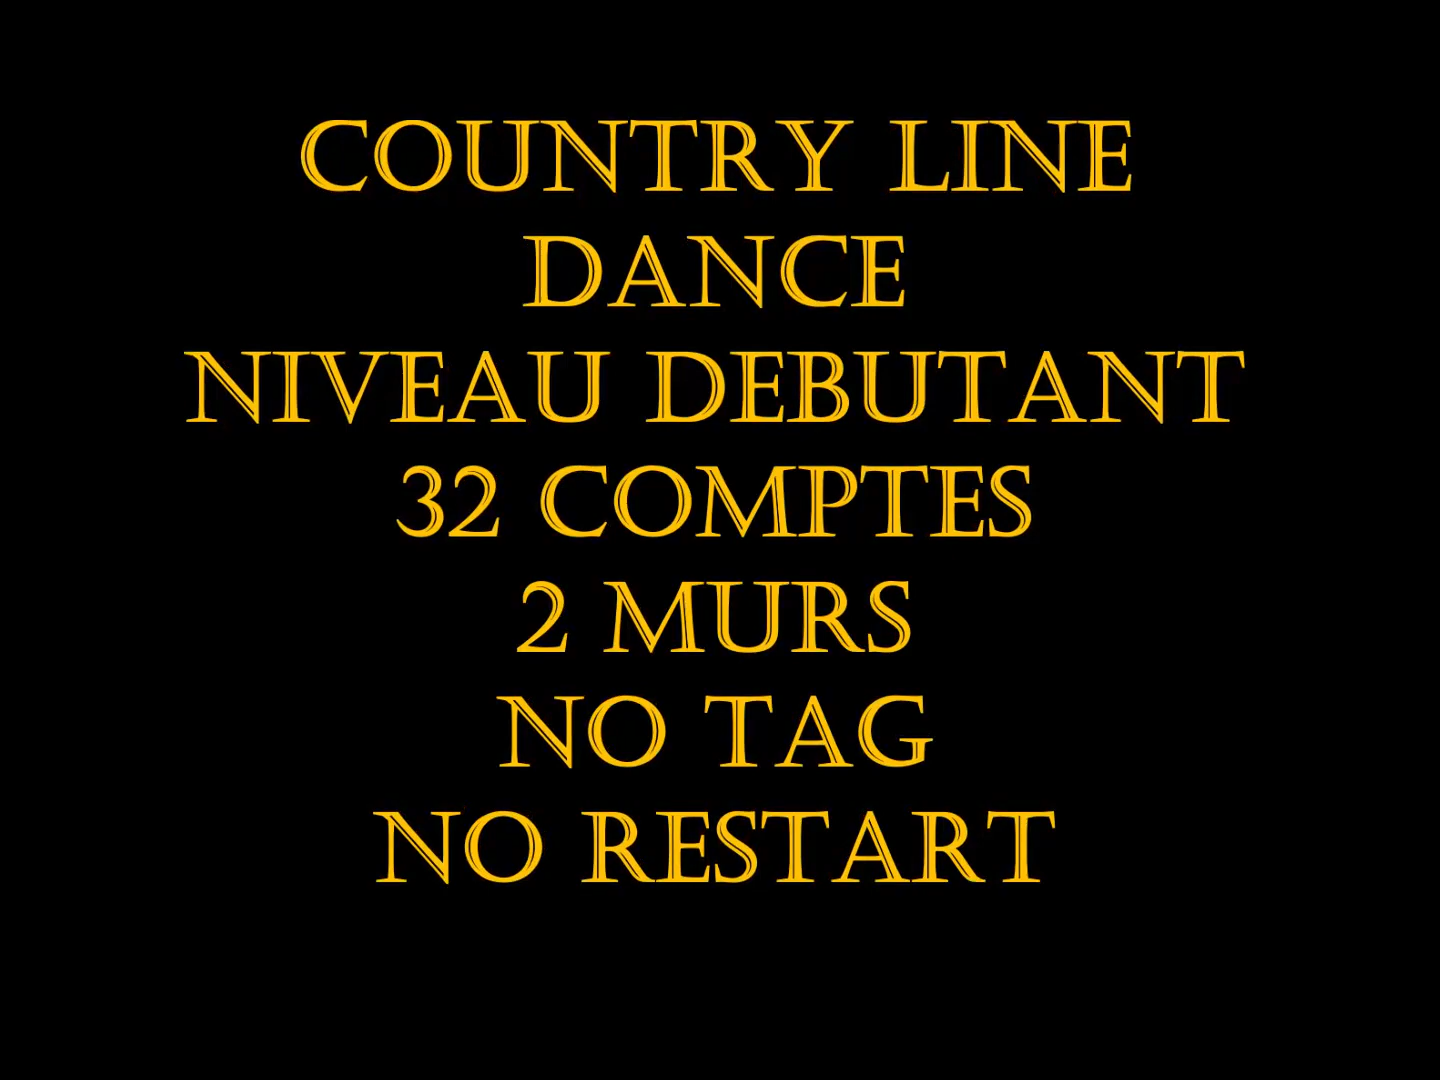 COUNTRY LINE
DANCE
NIVEAU DEBUTANT
32 COMPTES
2 MURS
NO TAG
NO RESTART